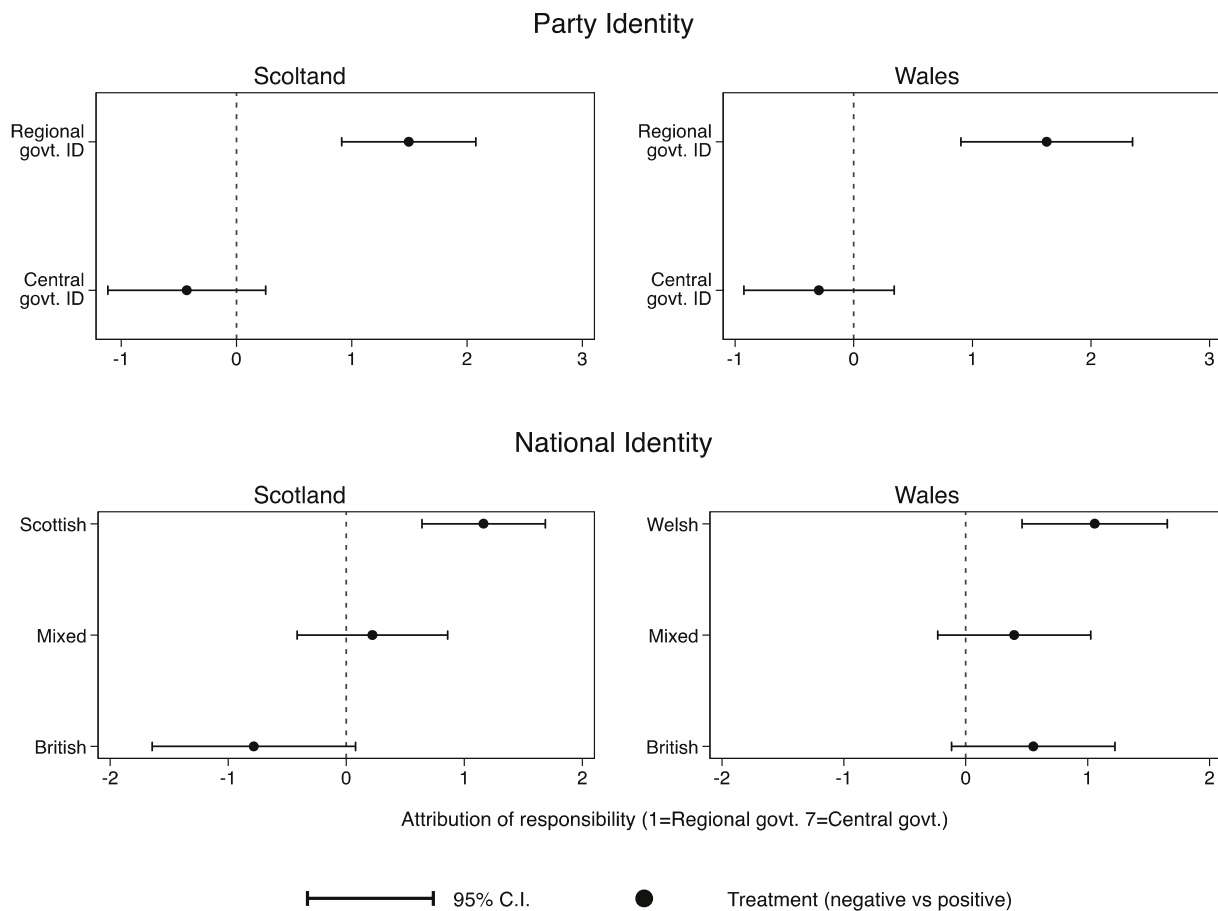 Party Identity
Scoltand
Regional
govt. ID
Central
govt. ID
-1 0 1 2 3
Wales
Regional
govt. ID
Central
govt. ID
-1 0 1 2 3
National Identity
Scotland
Scottish
Mixed
British
-2 -1 0 1 2
Wales
Welsh
Mixed
British
-2 -1 0 1 2
Attribution of responsibility (1=Regional govt. 7=Central govt.)
95% C.I. Treatment (negative vs positive)